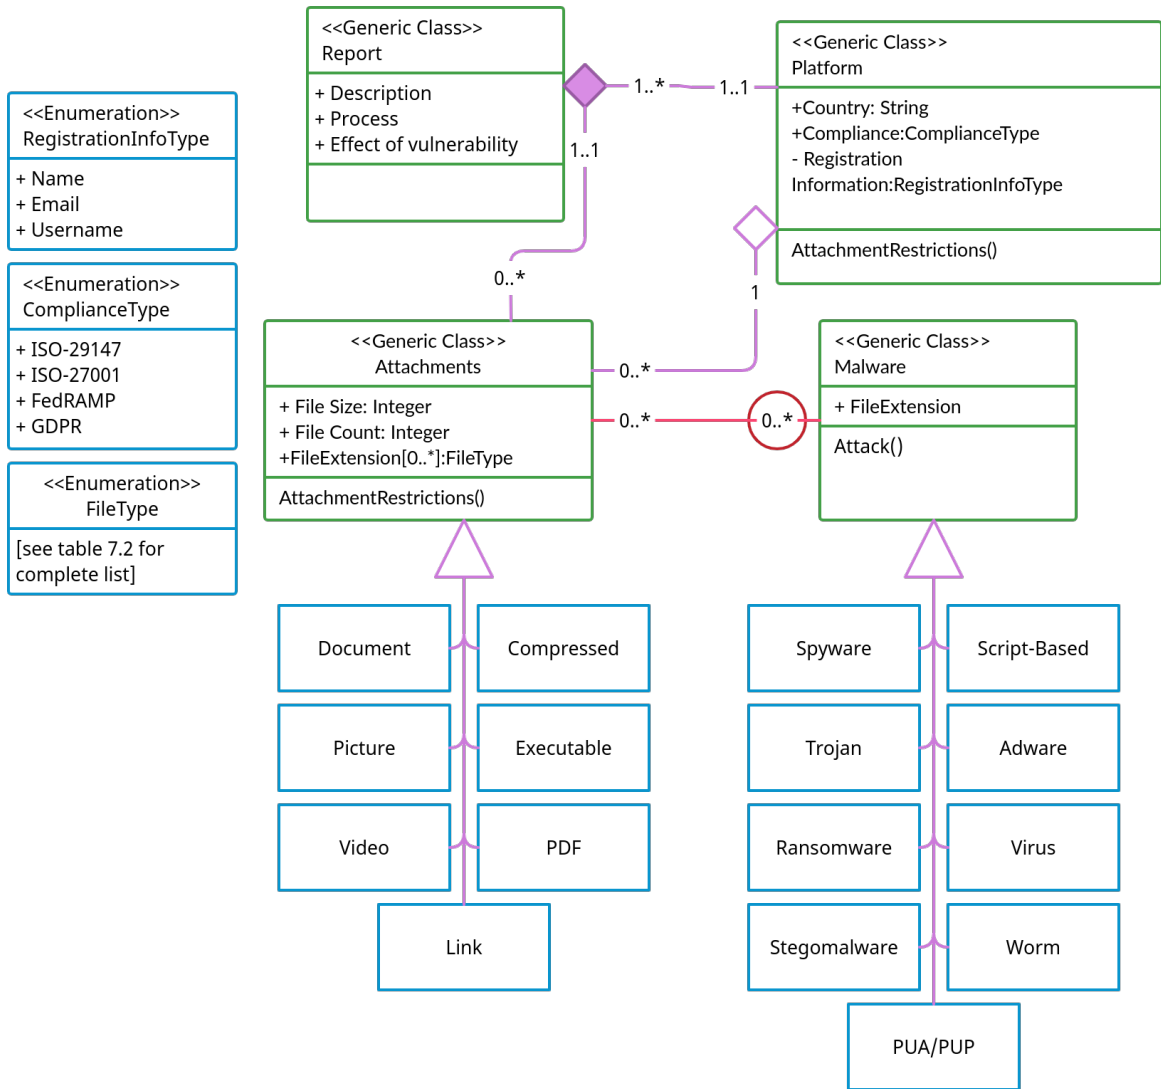 <<Generic Class>>
Report
+ Description
+ Process
+ Effect of vulnerability
1..*
1..1
1..1
0..*
<<Generic Class>>
Platform
+Country: String
+Compliance:ComplianceType
- Registration
Information:RegistrationInfoType
AttachmentRestrictions()
1
<<Enumeration>>
RegistrationInfoType
+ Name
+ Email
+ Username
<<Enumeration>>
ComplianceType
+ ISO-29147
+ ISO-27001
+ FedRAMP
+ GDPR
<<Enumeration>>
FileType
[see table 7.2 for
complete list]
<<Generic Class>>
Attachments
+ File Size: Integer
+ File Count: Integer
+FileExtension[0..*]:FileType
AttachmentRestrictions()
0..*
0..*
0..*
<<Generic Class>>
Malware
+ FileExtension
Attack()
Document
Compressed
Picture
Executable
Video
PDF
Link
Spyware
Script-Based
Trojan
Adware
Ransomware
Virus
Stegomalware
Worm
PUA/PUP